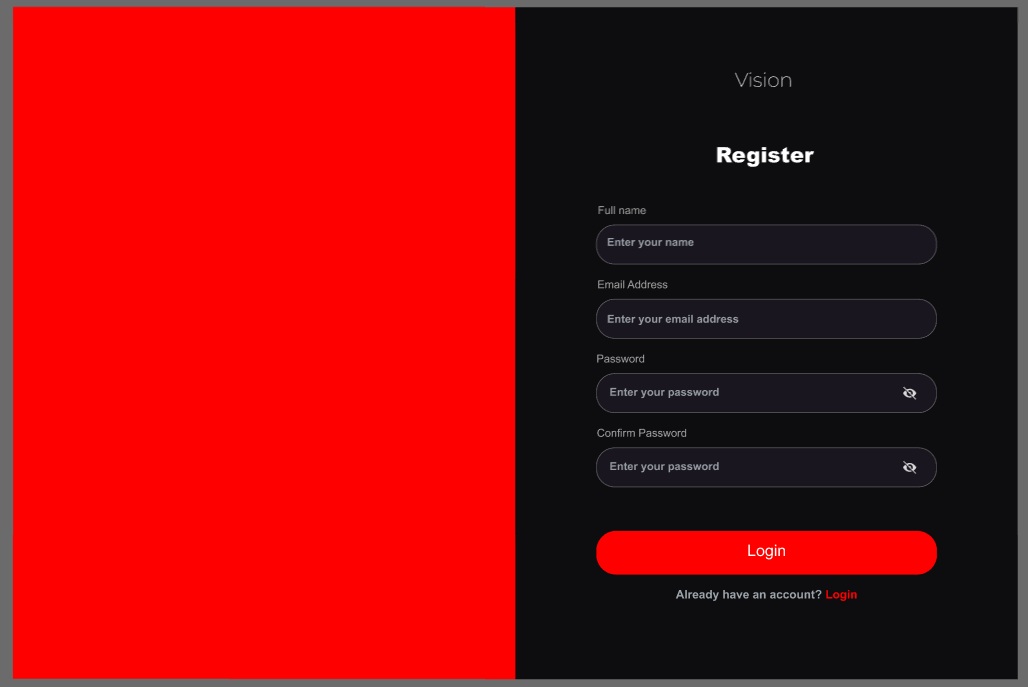 Vision
Register
Full name
Enter your name
Email Address
Enter your email address
Password
Enter your password
Confirm Password
Enter your password
Login
Already have an account? Login